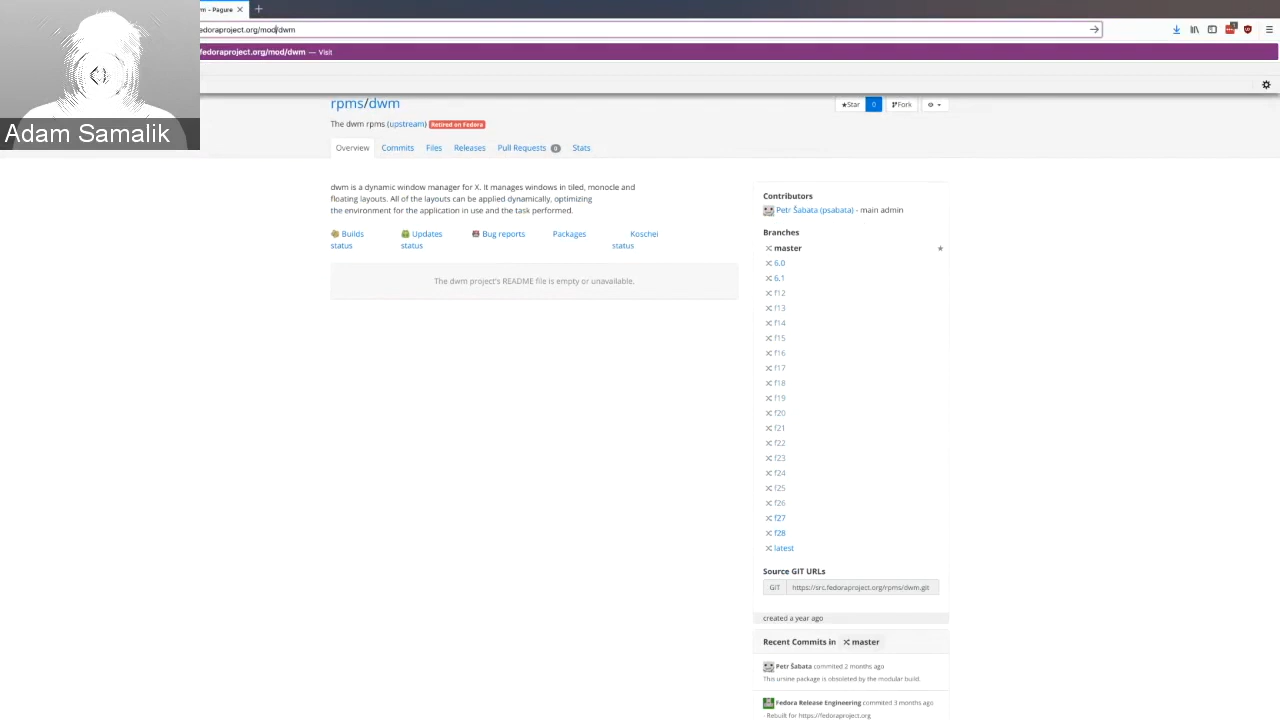 wm - Pagure
edoraproject.org/mod/dwm
fedoraproject.org/mod/dwm — Visit
1
Adam Samalik
rpms/dwm
Star 0 Fork
The dwm rpms (upstream) Retired on Fedora
Overview Commits Files Releases Pull Requests 0 Stats
dwm is a dynamic window manager for X. It manages windows in tiled, monocle and
floating layouts. All of the layouts can be applied dynamically, optimizing
the environment for the application in use and the task performed.
Builds status
Updates status
Bug reports
Packages
Koschei status
The dwm project's README file is empty or unavailable.
Contributors
Petr Šabata (psabata) - main admin
Branches
master
6.0
6.1
f12
f13
f14
f15
f16
f17
f18
f19
f20
f21
f22
f23
f24
f25
f26
f27
f28
latest
Source GIT URLs
GIT https://src.fedoraproject.org/rpms/dwm.git
created a year ago
Recent Commits in master
Petr Šabata commited 2 months ago
This ursine package is obsoleted by the modular build.
Fedora Release Engineering commited 3 months ago
- Rebuilt for https://fedoraproject.org